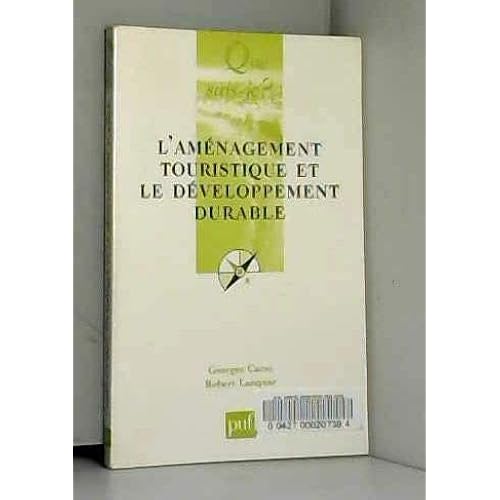 Que
sais-je?
L'AMÉNAGEMENT
TOURISTIQUE ET
LE DÉVELOPPEMENT
DURABLE
Georges Cazes
Robert Lanquar
puf